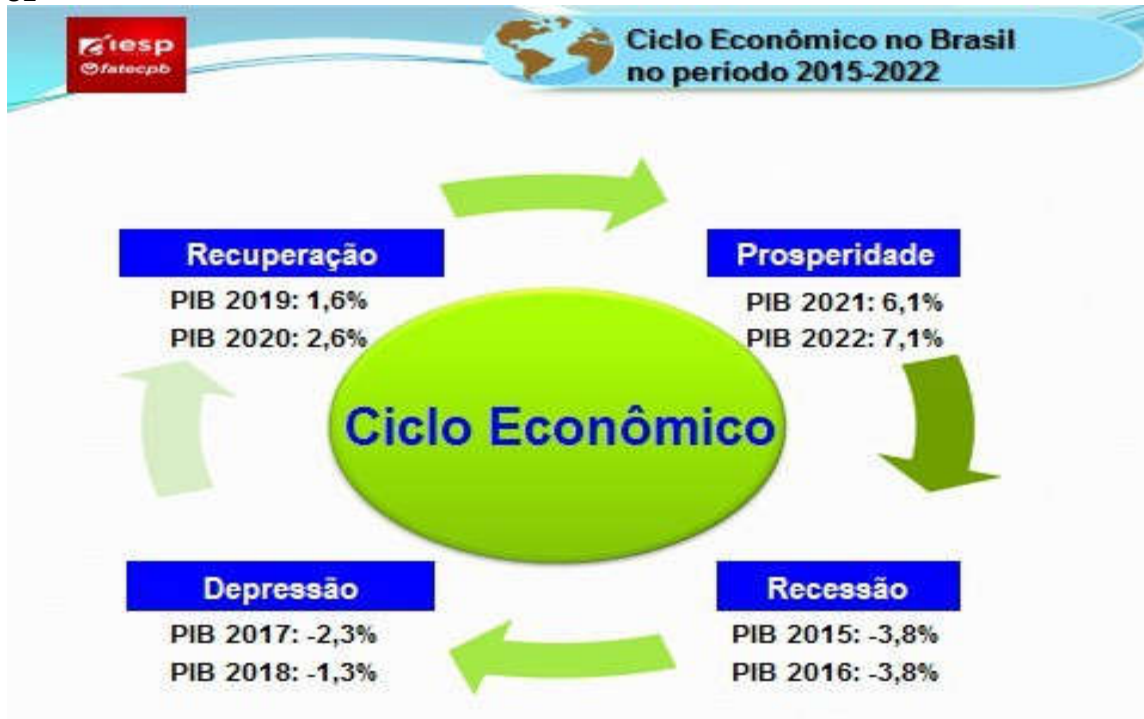 iesp
fatecpb
Ciclo Econômico no Brasil
no período 2015-2022
Recuperação
PIB 2019: 1,6%
PIB 2020: 2,6%
Prosperidade
PIB 2021: 6,1%
PIB 2022: 7,1%
Ciclo Econômico
Depressão
PIB 2017: -2,3%
PIB 2018: -1,3%
Recessão
PIB 2015: -3,8%
PIB 2016: -3,8%